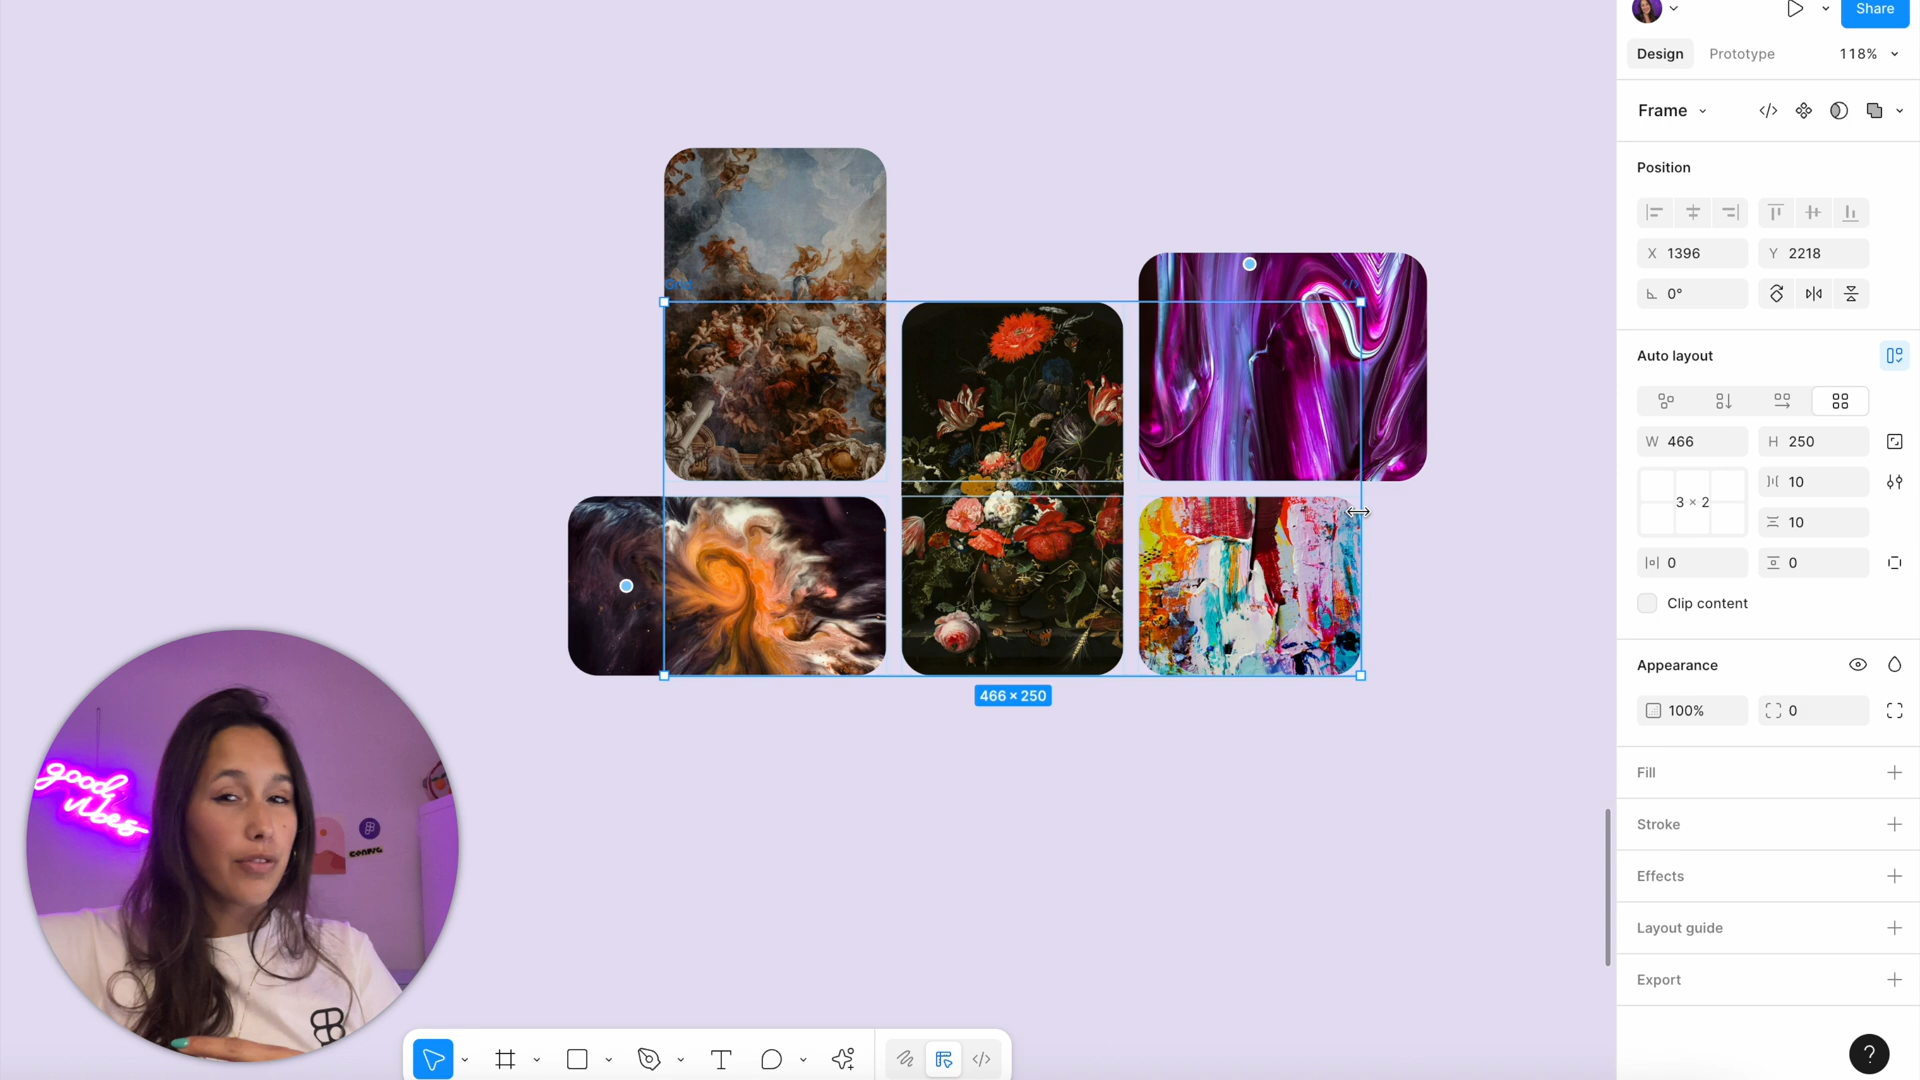 Share
Design
Prototype
118%
Frame
Position
X 1396
Y 2218
0°
Auto layout
W 466
H 250
3 × 2
10
10
0
0
Clip content
Appearance
100%
0
Fill
Stroke
Effects
Layout guide
Export
466 × 250
good
vibes
CONFIG
?